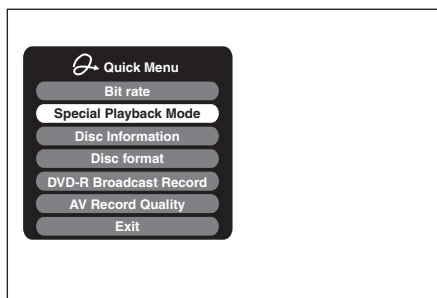 Quick Menu
Bit rate
Special Playback Mode
Disc Information
Disc format
DVD-R Broadcast Record
AV Record Quality
Exit